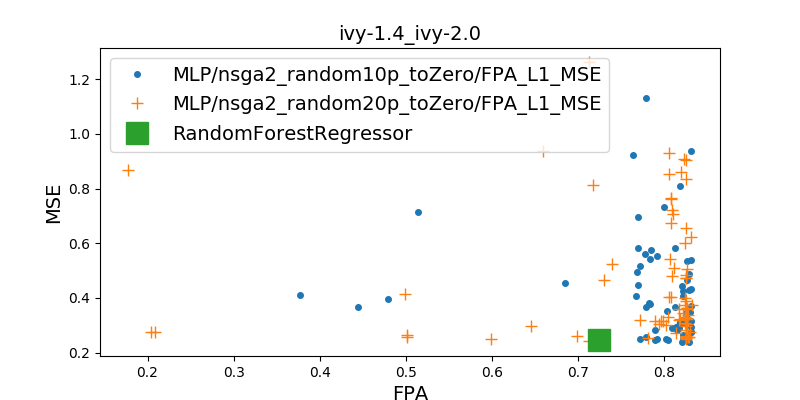 ivy-1.4_ivy-2.0
MLP/nsga2_random10p_toZero/FPA_L1_MSE
MLP/nsga2_random20p_toZero/FPA_L1_MSE
RandomForestRegressor
MSE
1.2
1.0
0.8
0.6
0.4
0.2
0.2 0.3 0.4 0.5 0.6 0.7 0.8
FPA